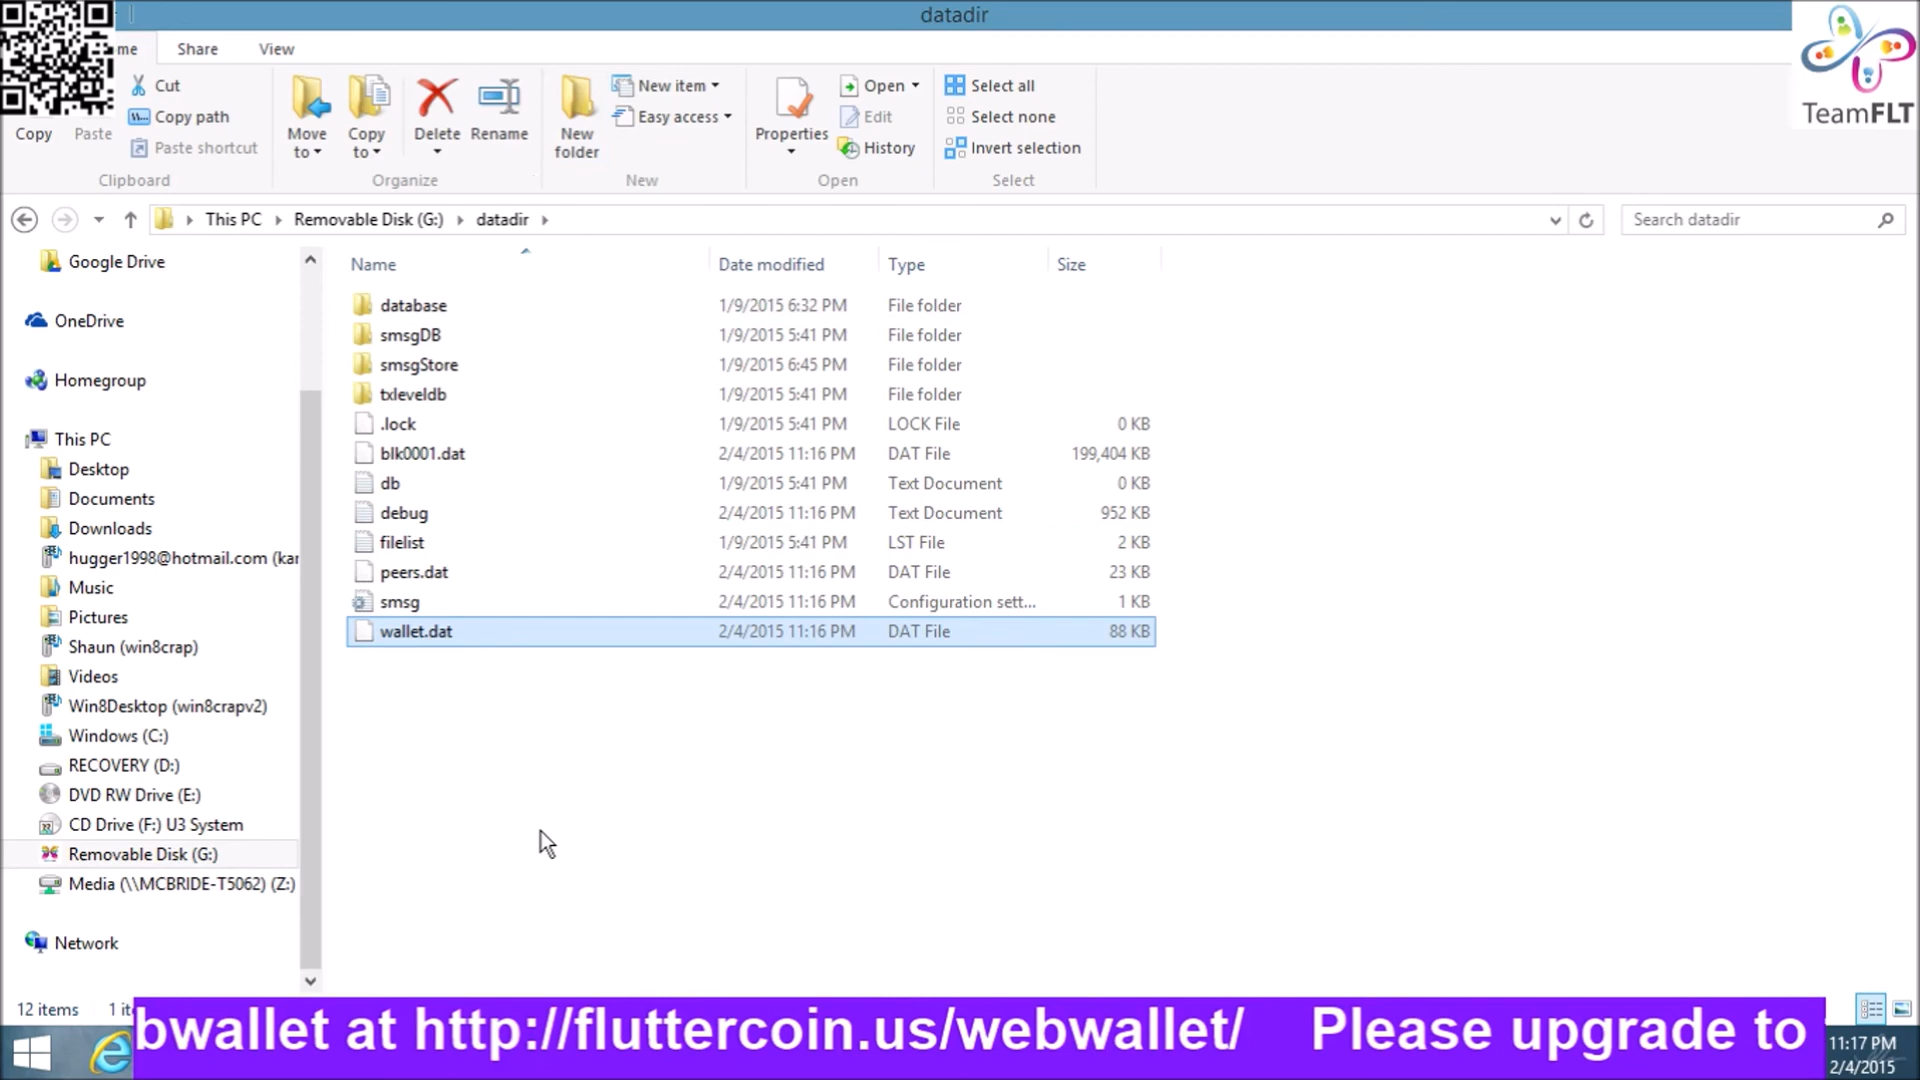 datadir
me Share View
Cut
Copy path
Paste shortcut
Copy Paste
Clipboard
Move to
Copy to
Delete
Rename
Organize
New folder
New item
Easy access
New
Properties
Open
Edit
History
Open
Select all
Select none
Invert selection
Select
TeamFLT
This PC Removable Disk (G:) datadir
Search datadir
Google Drive
OneDrive
Homegroup
This PC
Desktop
Documents
Downloads
hugger1998@hotmail.com (kar
Music
Pictures
Shaun (win8crap)
Videos
Win8Desktop (win8crapv2)
Windows (C:)
RECOVERY (D:)
DVD RW Drive (E:)
CD Drive (F:) U3 System
Removable Disk (G:)
Media (\\MCBRIDE-T5062) (Z:)
Network
Name Date modified Type Size
database 1/9/2015 6:32 PM File folder
smsgDB 1/9/2015 5:41 PM File folder
smsgStore 1/9/2015 6:45 PM File folder
txleveldb 1/9/2015 5:41 PM File folder
.lock 1/9/2015 5:41 PM LOCK File 0 KB
blk0001.dat 2/4/2015 11:16 PM DAT File 199,404 KB
db 1/9/2015 5:41 PM Text Document 0 KB
debug 2/4/2015 11:16 PM Text Document 952 KB
filelist 1/9/2015 5:41 PM LST File 2 KB
peers.dat 2/4/2015 11:16 PM DAT File 23 KB
smsg 2/4/2015 11:16 PM Configuration sett... 1 KB
wallet.dat 2/4/2015 11:16 PM DAT File 88 KB
12 items 1 it
bwallet at http://fluttercoin.us/webwallet/ Please upgrade to
11:17 PM
2/4/2015